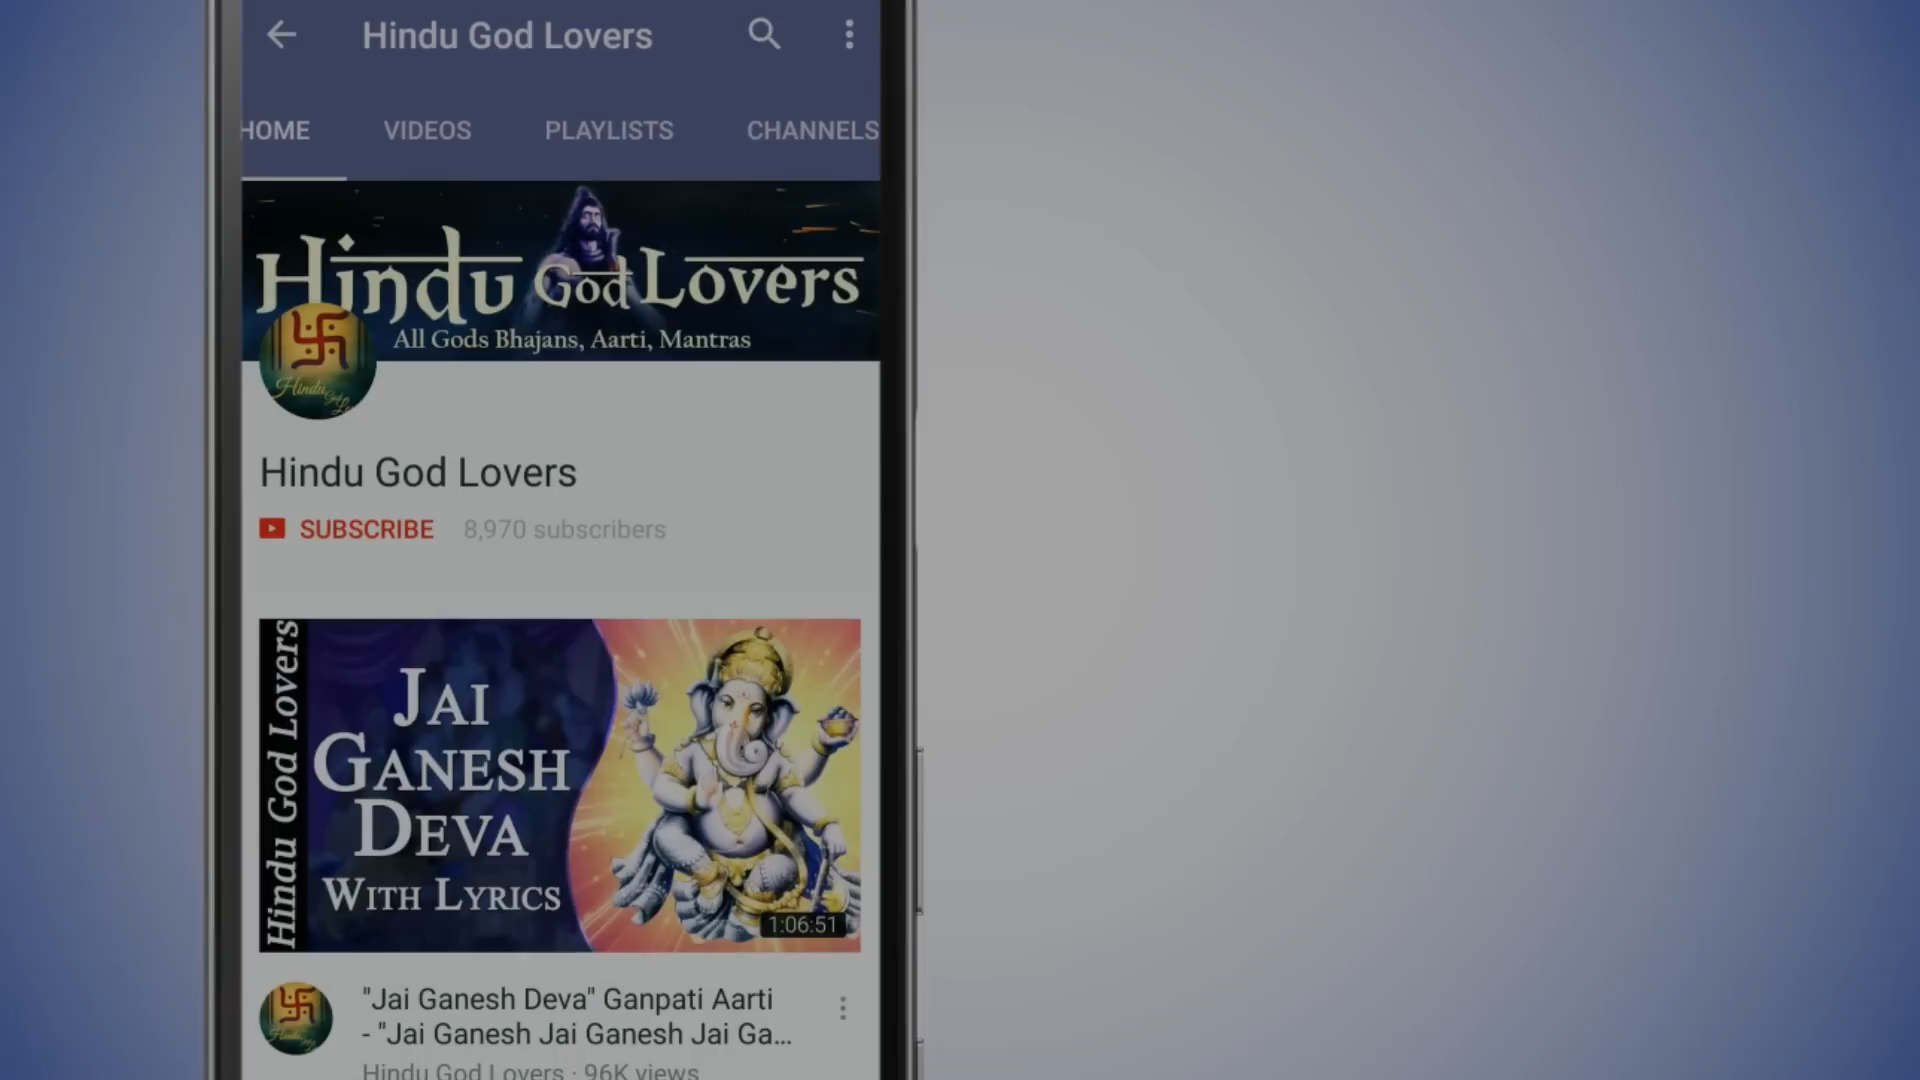 Hindu God Lovers
HOME VIDEOS PLAYLISTS CHANNELS
Hindu God Lovers
All Gods Bhajans, Aarti, Mantras
Hindu
Hindu God Lovers
SUBSCRIBE 8,970 subscribers
Hindu God Lovers
JAI
GANESH
DEVA
WITH LYRICS
1:06:51
"Jai Ganesh Deva" Ganpati Aarti
- "Jai Ganesh Jai Ganesh Jai Ga...
Hindu God Lovers · 96K views